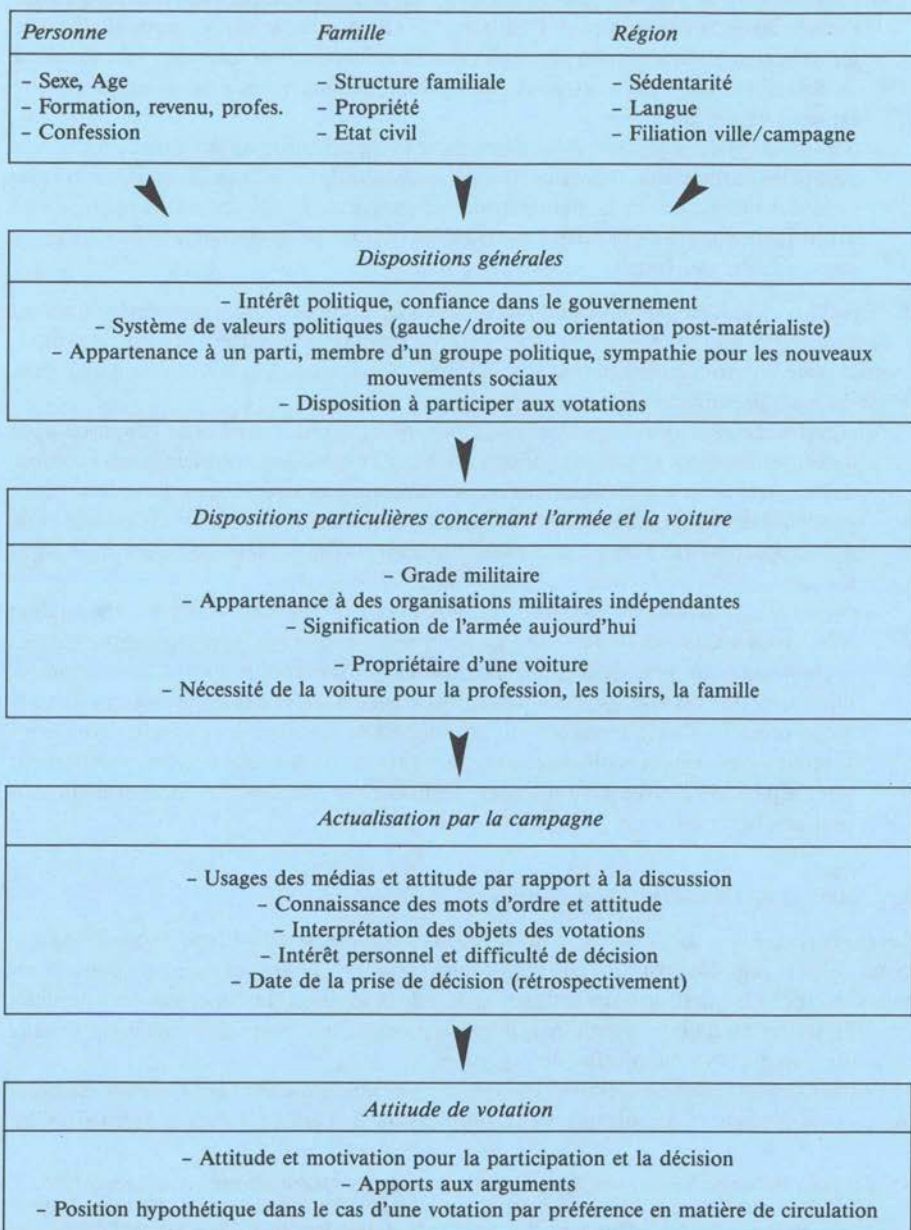 Personne Famille Région
– Sexe, Age – Structure familiale – Sédentarité
– Formation, revenu, profes. – Propriété – Langue
– Confession – Etat civil – Filiation ville/campagne
Dispositions générales
– Intérêt politique, confiance dans le gouvernement
– Système de valeurs politiques (gauche/droite ou orientation post-matérialiste)
– Appartenance à un parti, membre d'un groupe politique, sympathie pour les nouveaux
mouvements sociaux
– Disposition à participer aux votations
Dispositions particulières concernant l'armée et la voiture
– Grade militaire
– Appartenance à des organisations militaires indépendantes
– Signification de l'armée aujourd'hui
– Propriétaire d'une voiture
– Nécessité de la voiture pour la profession, les loisirs, la famille
Actualisation par la campagne
– Usages des médias et attitude par rapport à la discussion
– Connaissance des mots d'ordre et attitude
– Interprétation des objets des votations
– Intérêt personnel et difficulté de décision
– Date de la prise de décision (rétrospectivement)
Attitude de votation
– Attitude et motivation pour la participation et la décision
– Apports aux arguments
– Position hypothétique dans le cas d'une votation par préférence en matière de circulation